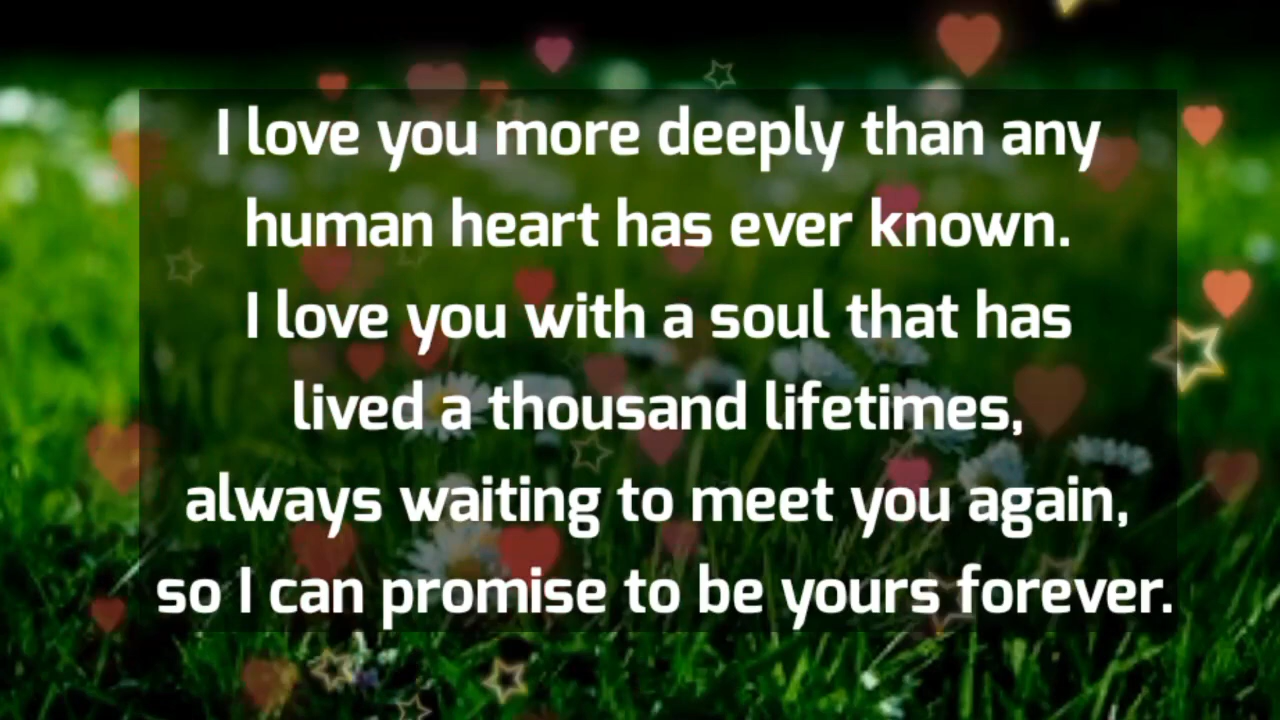 I love you more deeply than any
human heart has ever known.
I love you with a soul that has
lived a thousand lifetimes,
always waiting to meet you again,
so I can promise to be yours forever.